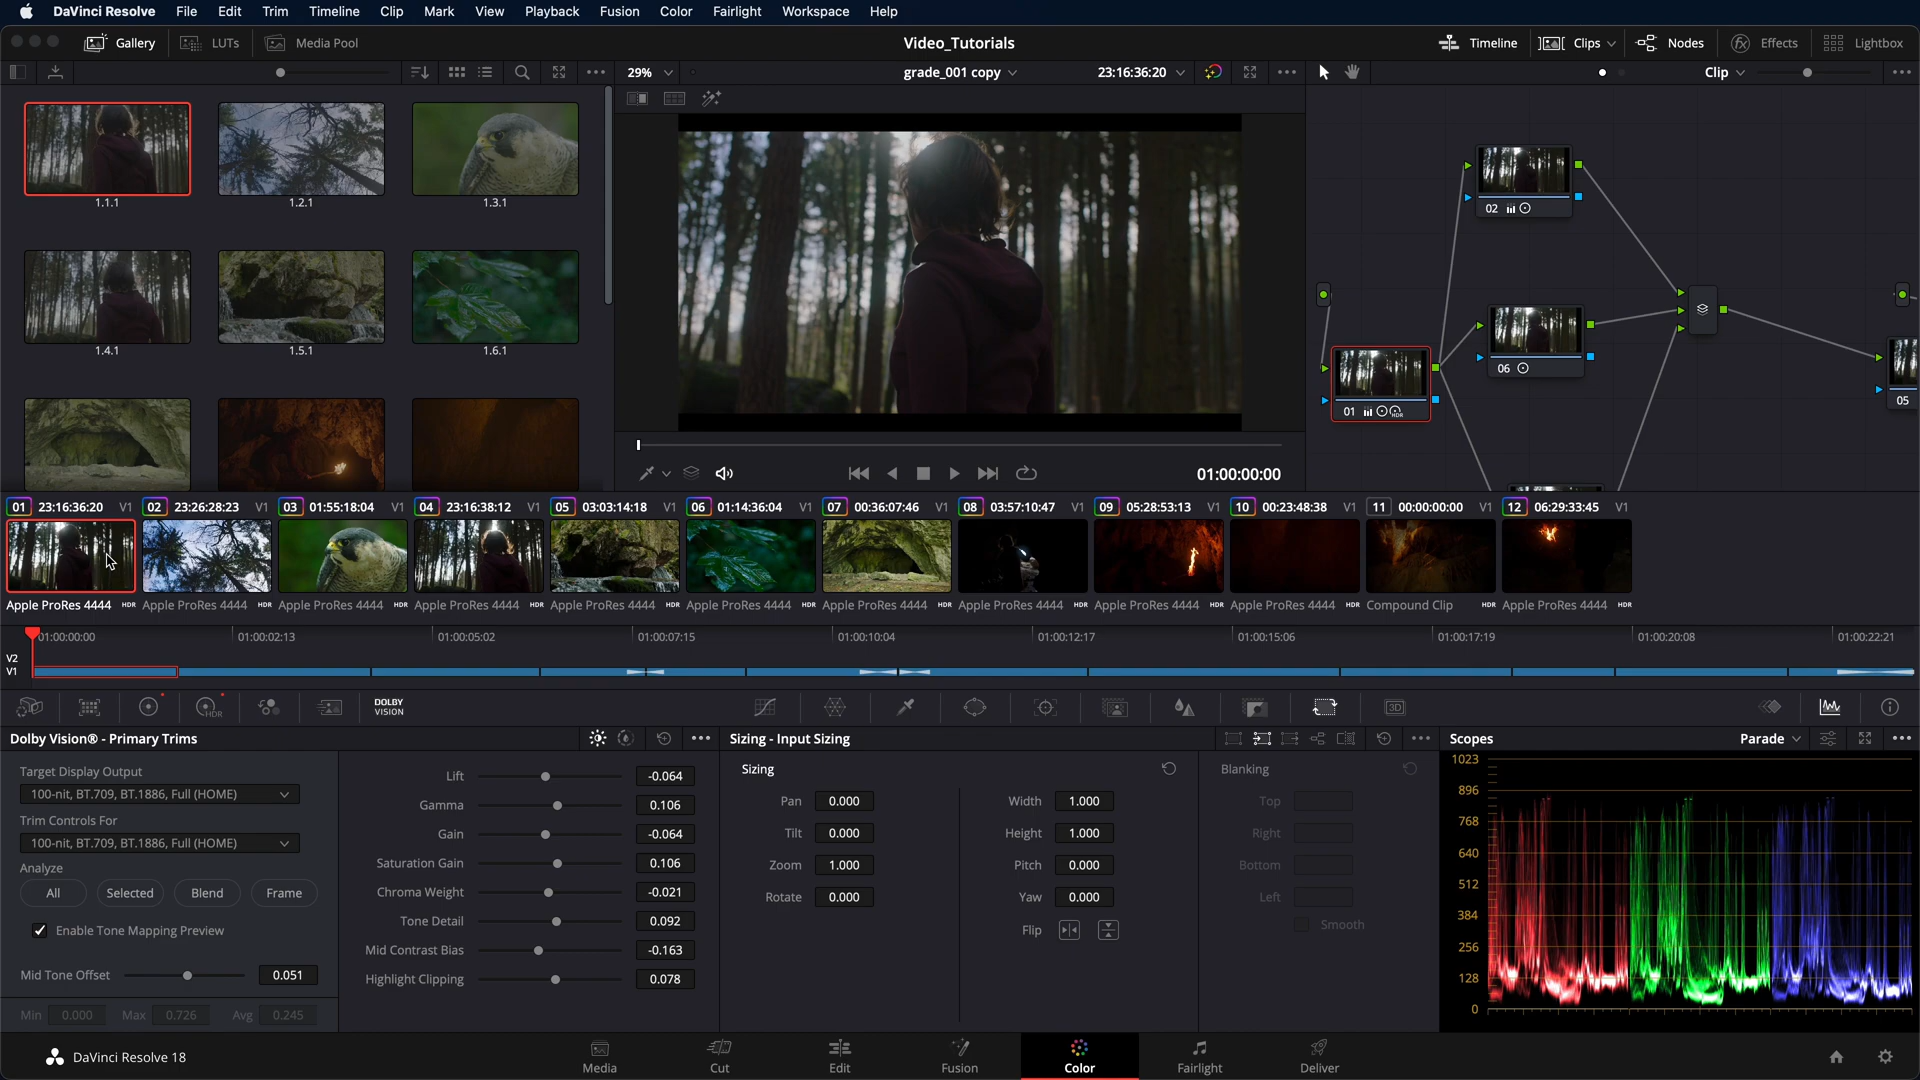 DaVinci Resolve File Edit Trim Timeline Clip Mark View Playback Fusion Color Fairlight Workspace Help
Gallery LUTs Media Pool Video_Tutorials Timeline Clips Nodes Effects Lightbox
29% grade_001 copy 23:16:36:20 Clip
1.1.1 1.2.1 1.3.1
1.4.1 1.5.1 1.6.1
02
06
01 HDR
05
01:00:00:00
01 23:16:36:20 V1 02 23:26:28:23 V1 03 01:55:18:04 V1 04 23:16:38:12 V1 05 03:03:14:18 V1 06 01:14:36:04 V1 07 00:36:07:46 V1 08 03:57:10:47 V1 09 05:28:53:13 V1 10 00:23:48:38 V1 11 00:00:00:00 V1 12 06:29:33:45 V1
Apple ProRes 4444 HDR Apple ProRes 4444 HDR Apple ProRes 4444 HDR Apple ProRes 4444 HDR Apple ProRes 4444 HDR Apple ProRes 4444 HDR Apple ProRes 4444 HDR Apple ProRes 4444 HDR Apple ProRes 4444 HDR Apple ProRes 4444 HDR Compound Clip HDR Apple ProRes 4444 HDR
01:00:00:00 01:00:02:13 01:00:05:02 01:00:07:15 01:00:10:04 01:00:12:17 01:00:15:06 01:00:17:19 01:00:20:08 01:00:22:21
V2
V1
HDR DOLBY VISION 3D
Dolby Vision® - Primary Trims Sizing - Input Sizing Scopes Parade
Target Display Output
100-nit, BT.709, BT.1886, Full (HOME)
Trim Controls For
100-nit, BT.709, BT.1886, Full (HOME)
Analyze
All Selected Blend Frame
Enable Tone Mapping Preview
Mid Tone Offset 0.051
Min 0.000 Max 0.726 Avg 0.245
Lift -0.064
Gamma 0.106
Gain -0.064
Saturation Gain 0.106
Chroma Weight -0.021
Tone Detail 0.092
Mid Contrast Bias -0.163
Highlight Clipping 0.078
Sizing
Pan 0.000 Width 1.000
Tilt 0.000 Height 1.000
Zoom 1.000 Pitch 0.000
Rotate 0.000 Yaw 0.000
Flip
Blanking
Top
Right
Bottom
Left
Smooth
1023
896
768
640
512
384
256
128
0
DaVinci Resolve 18 Media Cut Edit Fusion Color Fairlight Deliver